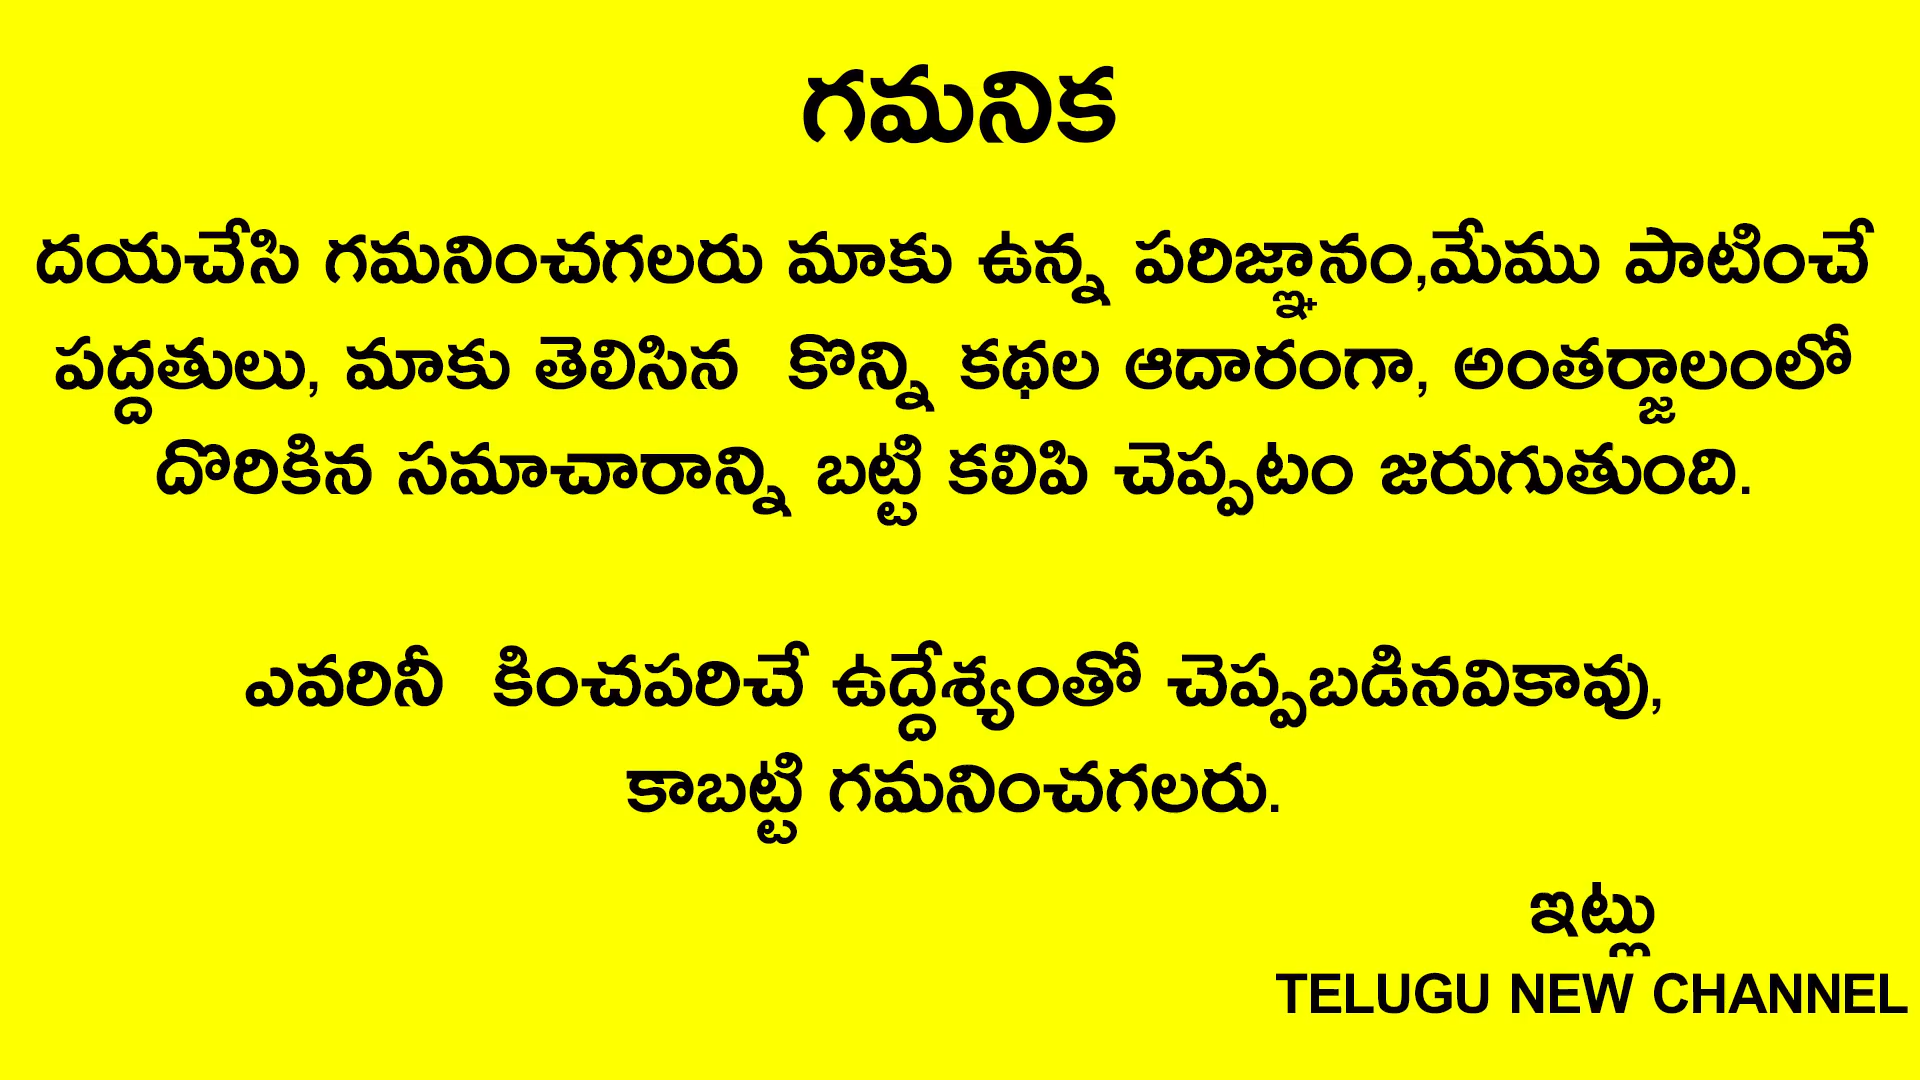 గమనిక
దయచేసి గమనించగలరు మాకు ఉన్న పరిజ్ఞానం,మేము పాటించే
పద్దతులు, మాకు తెలిసిన కొన్ని కథల ఆదారంగా, అంతర్జాలంలో
దొరికిన సమాచారాన్ని బట్టి కలిపి చెప్పటం జరుగుతుంది.
ఎవరినీ కించపరిచే ఉద్దేశ్యంతో చెప్పబడినవికావు,
కాబట్టి గమనించగలరు.
ఇట్లు
TELUGU NEW CHANNEL